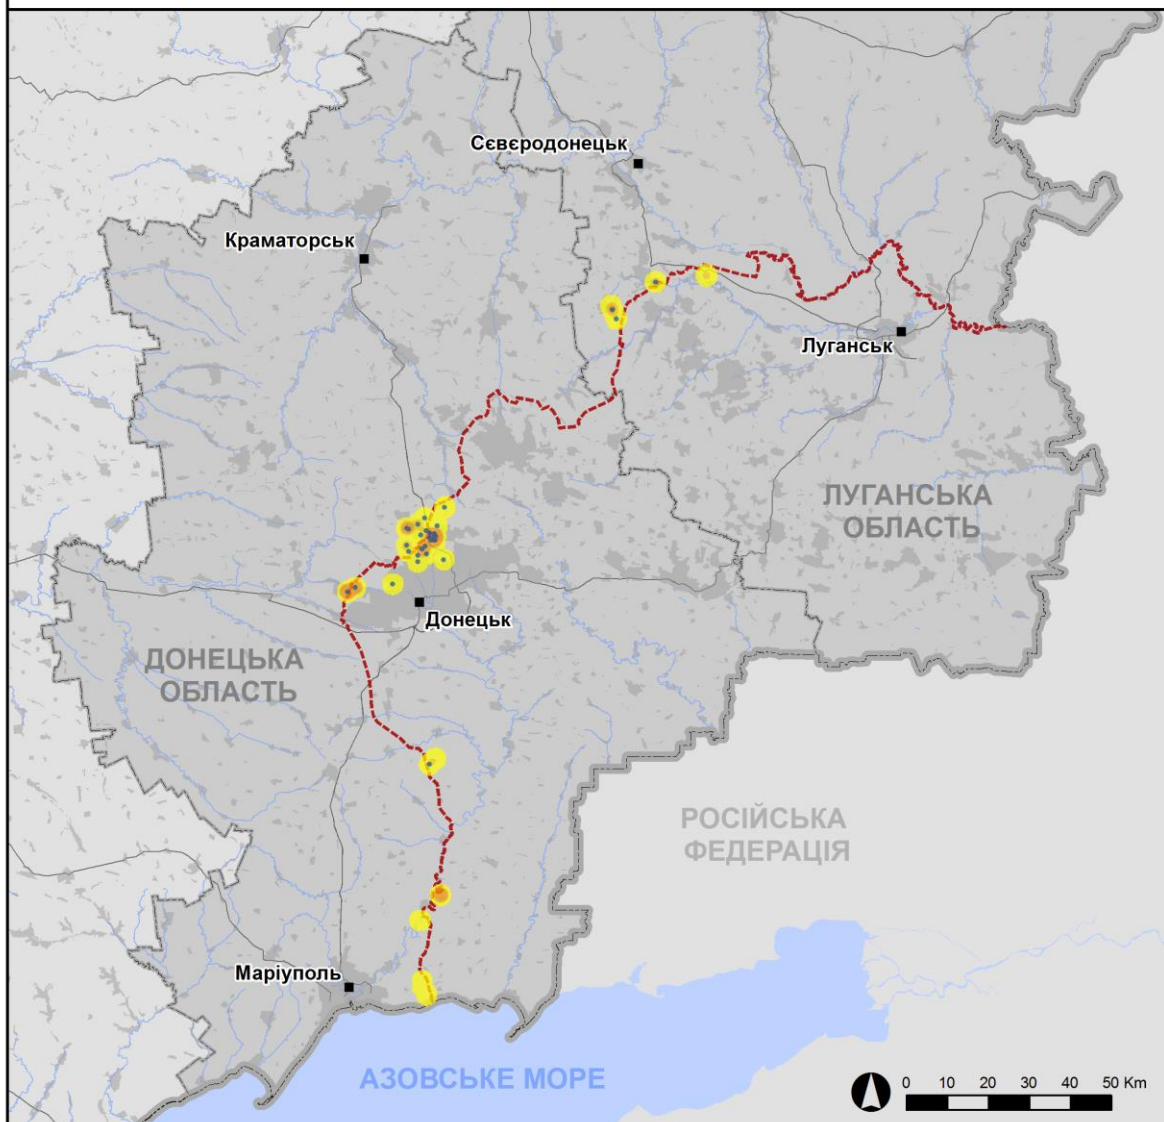 Сєвєродонецьк
Краматорськ
Луганськ
ЛУГАНСЬКА
ОБЛАСТЬ
Донецьк
ДОНЕЦЬКА
ОБЛАСТЬ
РОСІЙСЬКА
ФЕДЕРАЦІЯ
Маріуполь
АЗОВСЬКЕ МОРЕ
0 10 20 30 40 50 Km